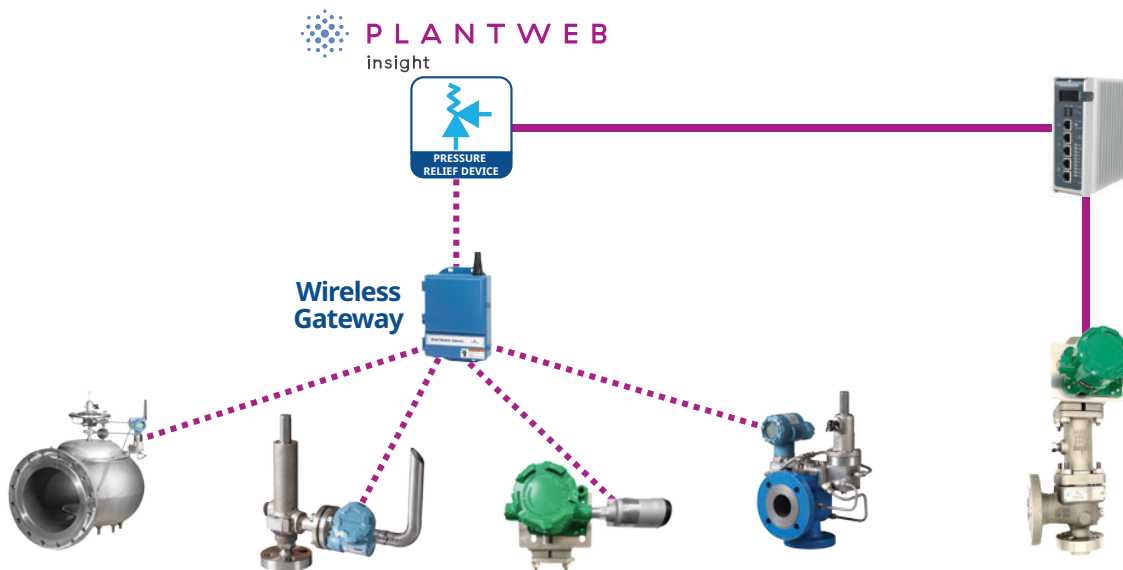 PLANTWEB
insight
PRESSURE
RELIEF DEVICE
Wireless
Gateway